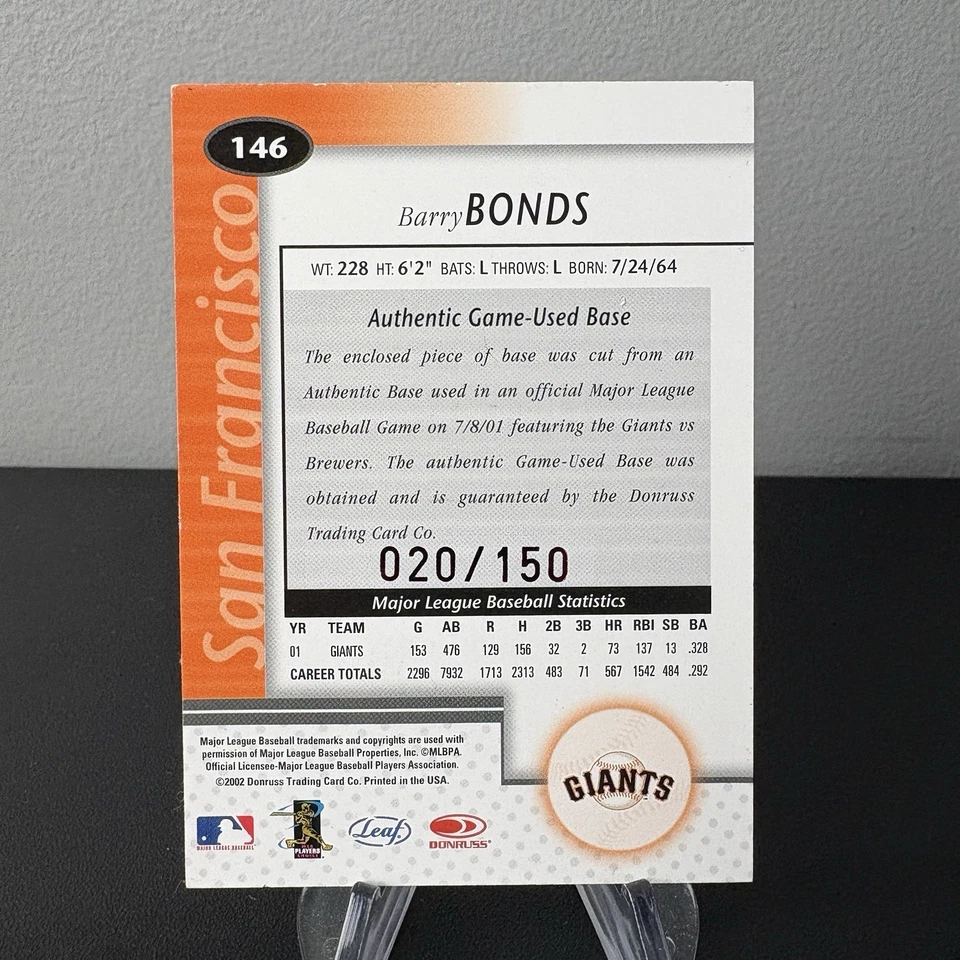 146
San Francisco
Barry BONDS
WT: 228 HT: 6'2" BATS: L THROWS: L BORN: 7/24/64
Authentic Game-Used Base
The enclosed piece of base was cut from an
Authentic Base used in an official Major League
Baseball Game on 7/8/01 featuring the Giants vs
Brewers. The authentic Game-Used Base was
obtained and is guaranteed by the Donruss
Trading Card Co.
020/150
Major League Baseball Statistics
YR TEAM G AB R H 2B 3B HR RBI SB BA
01 GIANTS 153 476 129 156 32 2 73 137 13 .328
CAREER TOTALS 2296 7932 1713 2313 483 71 567 1542 484 .292
Major League Baseball trademarks and copyrights are used with
permission of Major League Baseball Properties, Inc. ©MLBPA.
Official Licensee-Major League Baseball Players Association.
©2002 Donruss Trading Card Co. Printed in the USA.
GIANTS
MAJOR LEAGUE BASEBALL
PLAYERS
CHOICE
Leaf
DONRUSS